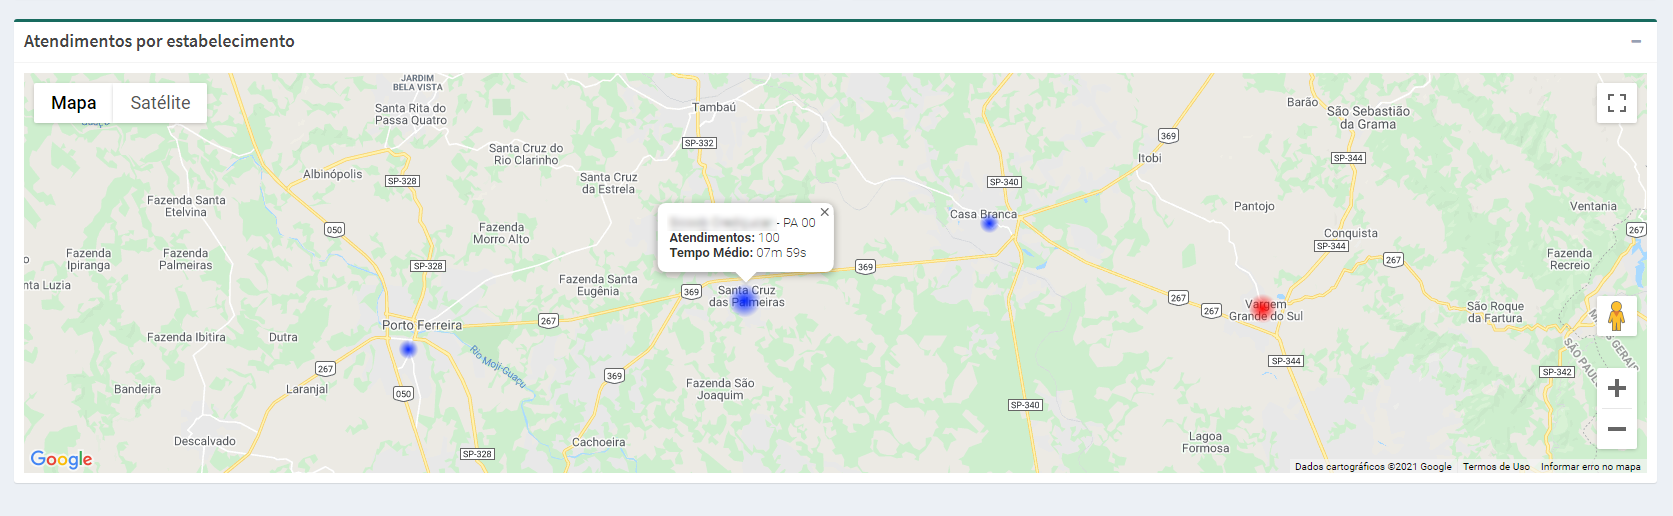 Atendimentos por estabelecimento
Mapa
Satélite
JARDIM
BELA VISTA
Santa Rita do
Passa Quatro
Tambaú
Barão
São Sebastião
da Grama
369
SP-332
Santa Cruz do
Rio Clarinho
Itobi
SP-344
Albinópolis
SP-328
Santa Cruz
da Estrela
SP-340
Fazenda Santa
Etelvina
Pantojo
Ventania
Casa Branca
- PA 00
Atendimentos: 100
Tempo Médio: 07m 59s
050
Fazenda
Morro Alto
Conquista
267
SP-344
Fazenda
Ipiranga
Fazenda
Palmeiras
SP-328
369
267
Fazenda
Recreio
nta Luzia
Fazenda Santa
Eugênia
369
Santa Cruz
das Palmeiras
267
267
Vargem
Grande do Sul
São Roque
da Fartura
Porto Ferreira
267
Fazenda Ibitira
Dutra
Rio Moji-Guaçu
SP-344
SÃO PAUL
267
369
SP-342
Bandeira
Laranjal
050
Fazenda São
Joaquim
SP-340
Descalvado
Cachoeira
Lagoa
Formosa
SP-328
Google
Dados cartográficos ©2021 Google
Termos de Uso
Informar erro no mapa